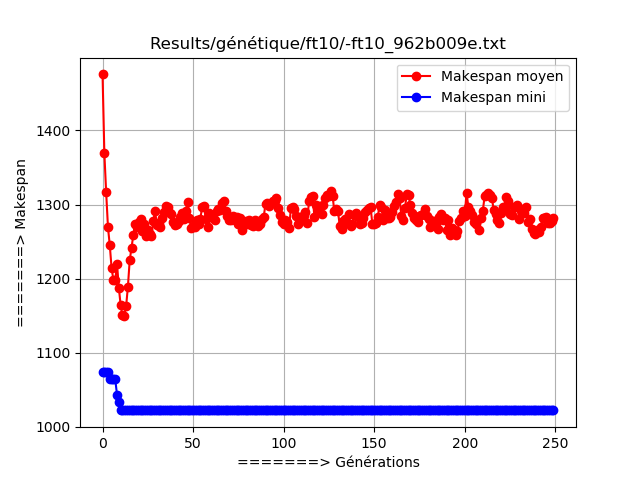 Results/génétique/ft10/-ft10_962b009e.txt
Makespan moyen
Makespan mini
=======> Makespan
1400
1300
1200
1100
1000
0
50
100
150
200
250
=======> Générations